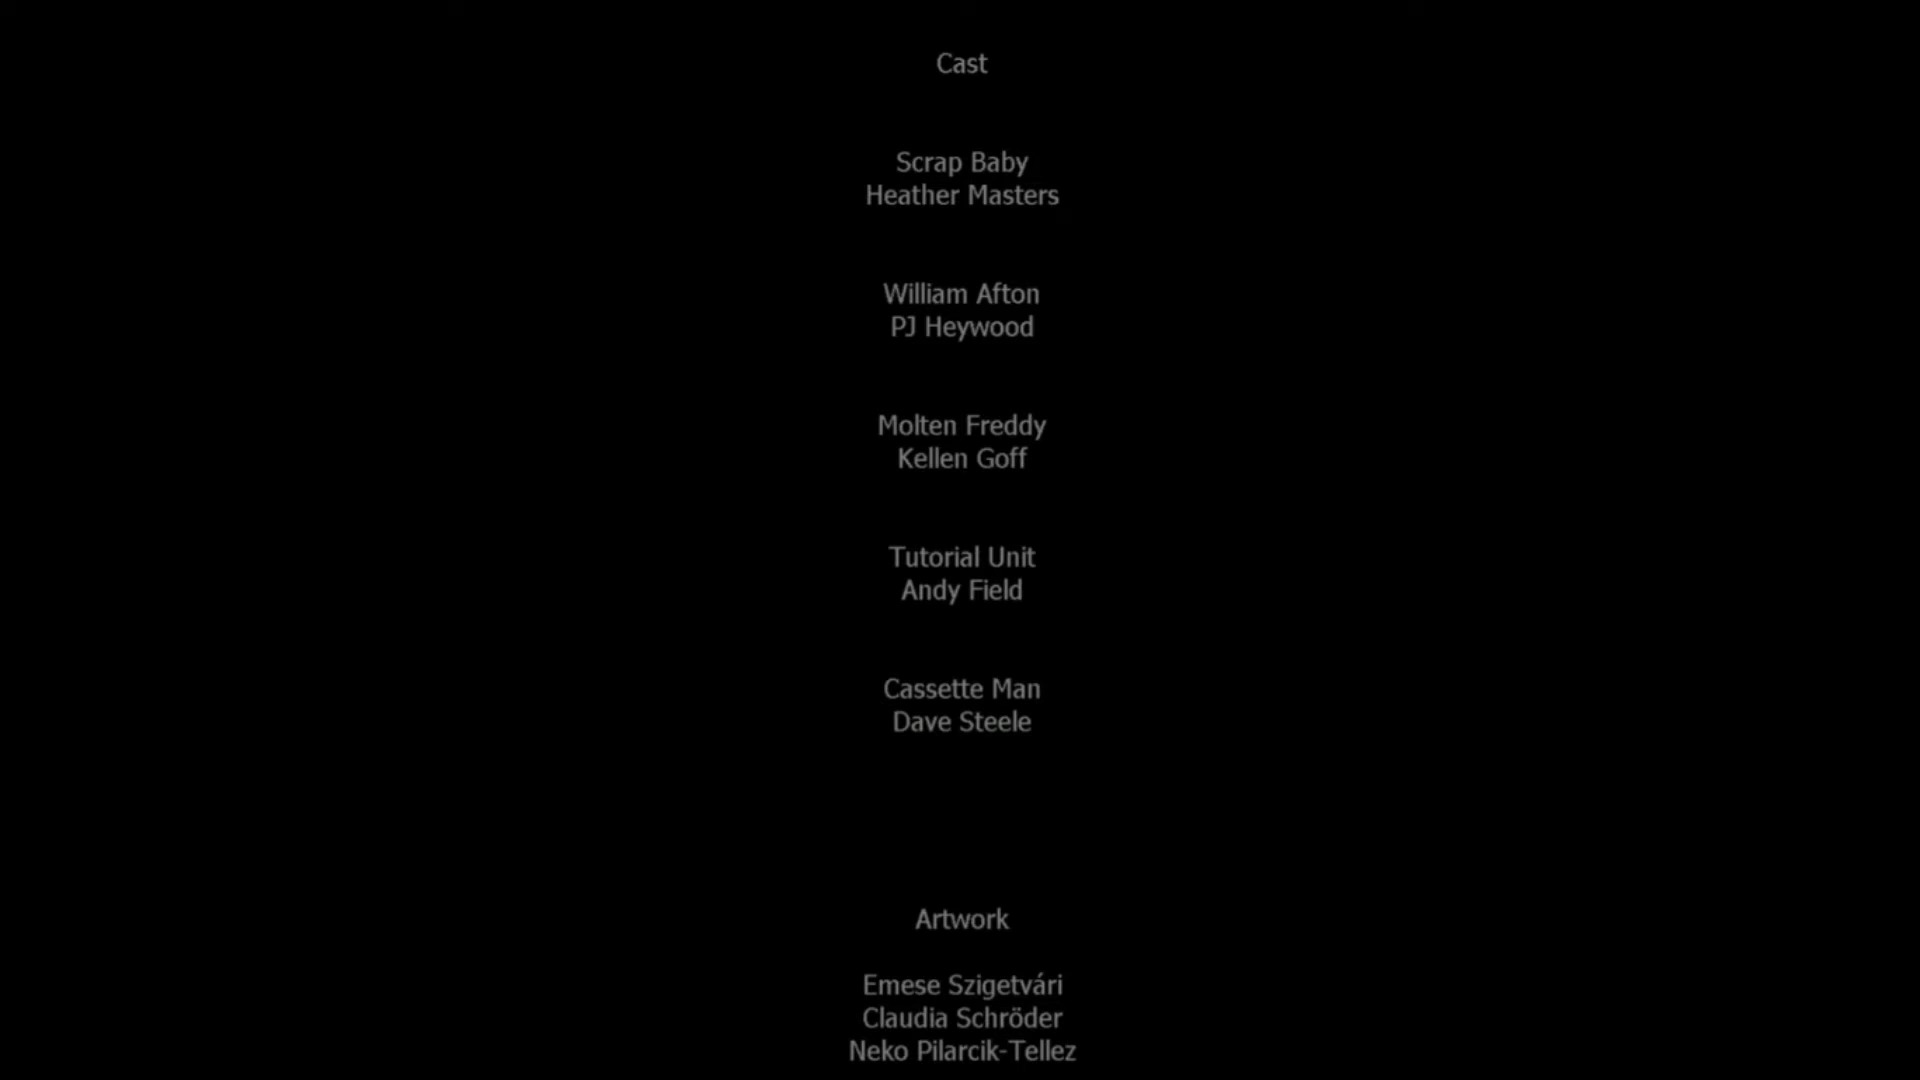 Cast
Scrap Baby
Heather Masters
William Afton
PJ Heywood
Molten Freddy
Kellen Goff
Tutorial Unit
Andy Field
Cassette Man
Dave Steele
Artwork
Emese Szigetvári
Claudia Schröder
Neko Pilarcik-Tellez